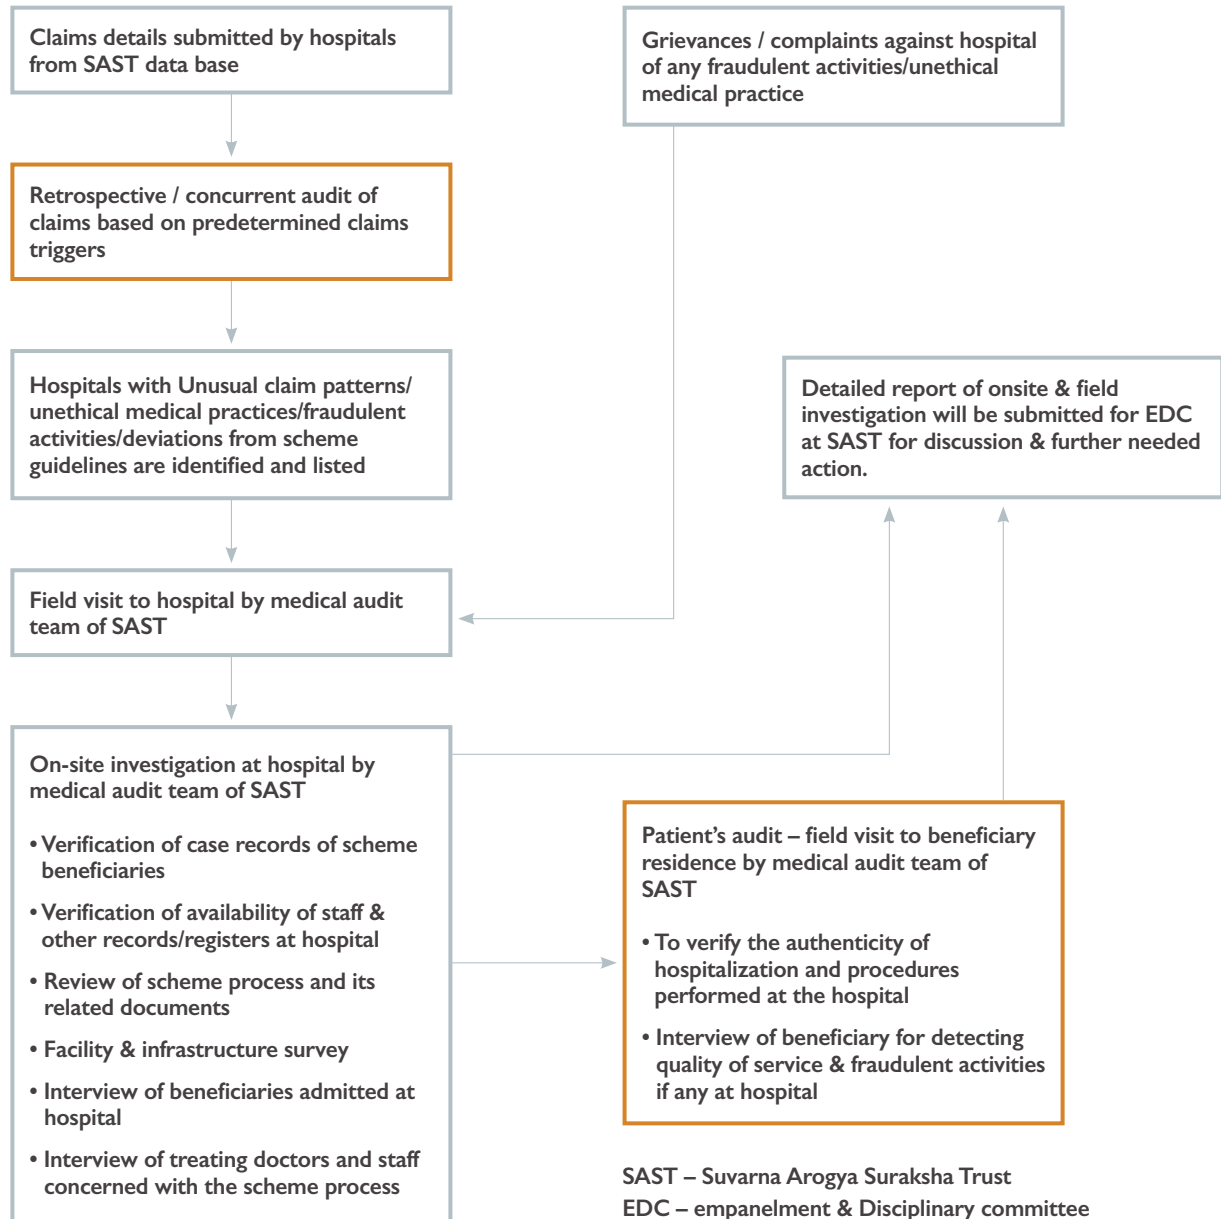 Claims details submitted by hospitals
from SAST data base
Grievances / complaints against hospital
of any fraudulent activities/unethical
medical practice
Retrospective / concurrent audit of
claims based on predetermined claims
triggers
Hospitals with Unusual claim patterns/
unethical medical practices/fraudulent
activities/deviations from scheme
guidelines are identified and listed
Detailed report of onsite & field
investigation will be submitted for EDC
at SAST for discussion & further needed
action.
Field visit to hospital by medical audit
team of SAST
On-site investigation at hospital by
medical audit team of SAST
• Verification of case records of scheme
beneficiaries
• Verification of availability of staff &
other records/registers at hospital
• Review of scheme process and its
related documents
• Facility & infrastructure survey
• Interview of beneficiaries admitted at
hospital
• Interview of treating doctors and staff
concerned with the scheme process
Patient's audit – field visit to beneficiary
residence by medical audit team of
SAST
• To verify the authenticity of
hospitalization and procedures
performed at the hospital
• Interview of beneficiary for detecting
quality of service & fraudulent activities
if any at hospital
SAST – Suvarna Arogya Suraksha Trust
EDC – empanelment & Disciplinary committee